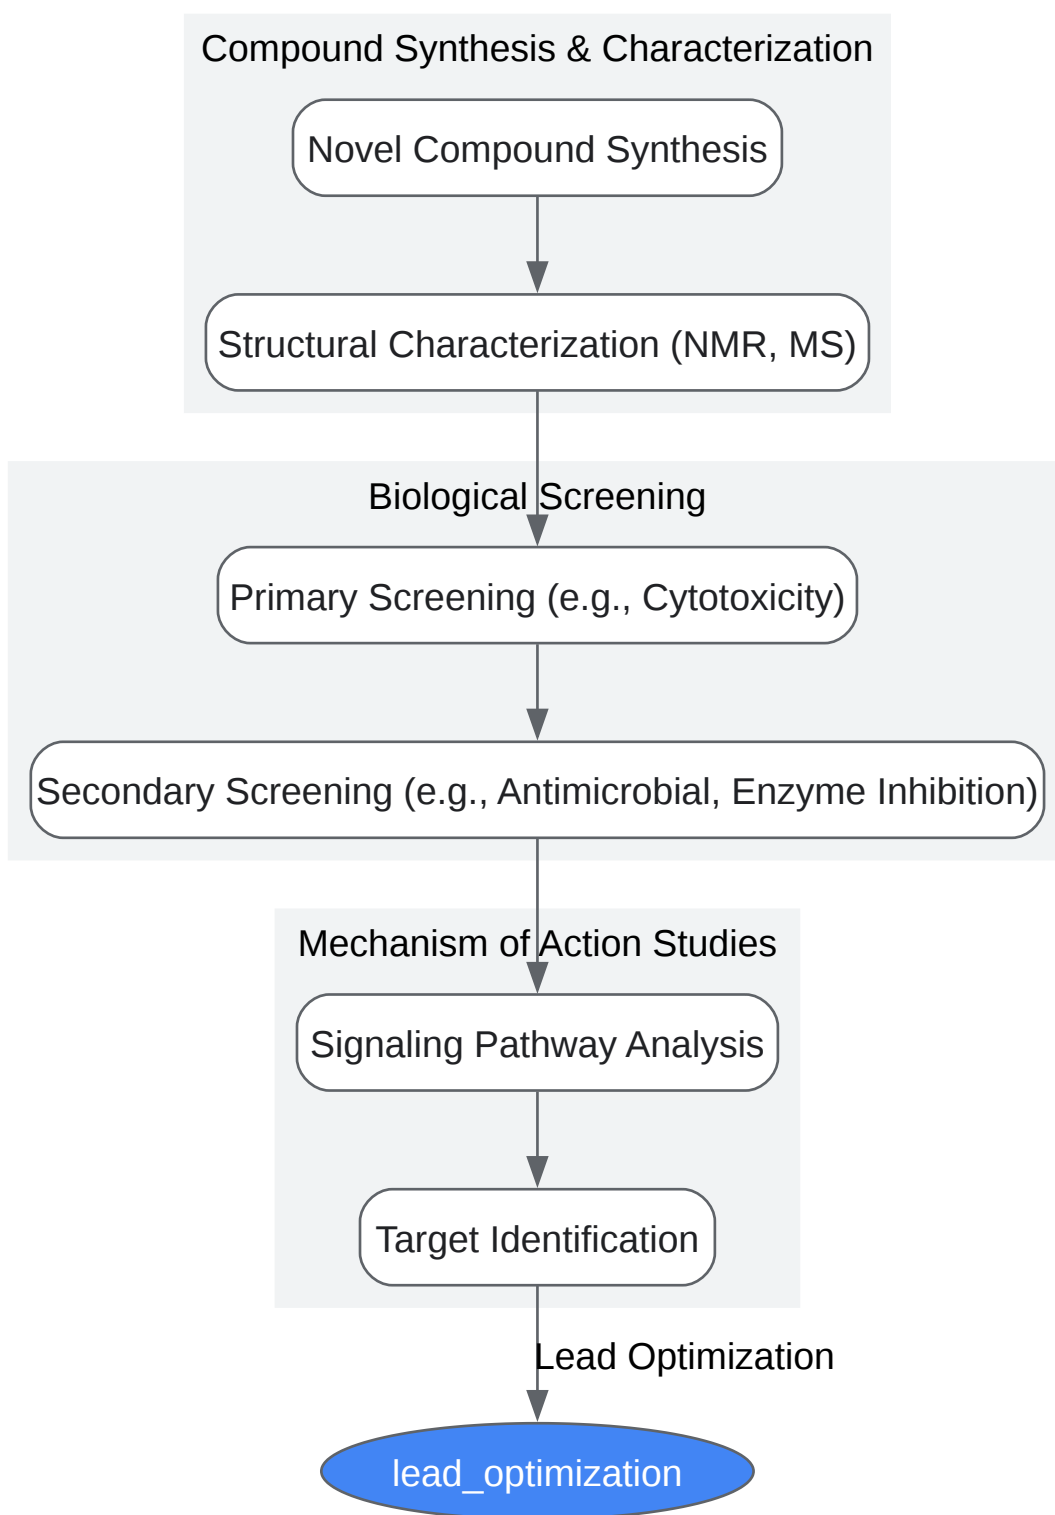 Compound Synthesis & Characterization
Novel Compound Synthesis
Structural Characterization (NMR, MS)
Biological Screening
Primary Screening (e.g., Cytotoxicity)
Secondary Screening (e.g., Antimicrobial, Enzyme Inhibition)
Mechanism of Action Studies
Signaling Pathway Analysis
Target Identification
Lead Optimization
lead_optimization